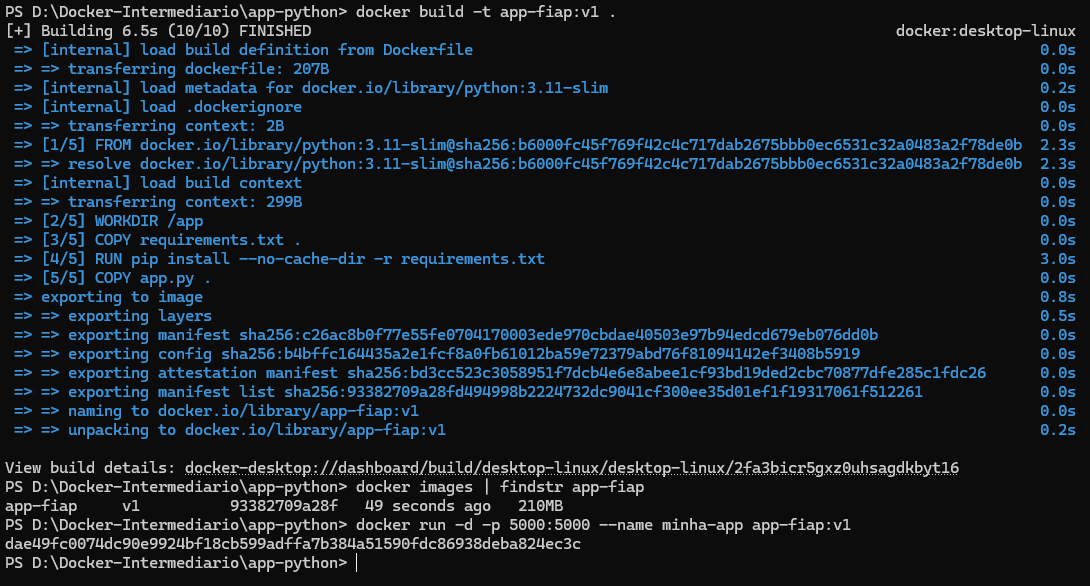 PS D:\Docker-Intermediario\app-python> docker build -t app-fiap:v1 .
[+] Building 6.5s (10/10) FINISHED docker:desktop-linux
=> [internal] load build definition from Dockerfile 0.0s
=> => transferring dockerfile: 207B 0.0s
=> [internal] load metadata for docker.io/library/python:3.11-slim 0.2s
=> [internal] load .dockerignore 0.0s
=> => transferring context: 2B 0.0s
=> [1/5] FROM docker.io/library/python:3.11-slim@sha256:b6000fc45f769f42c4c717dab2675bbb0ec6531c32a0483a2f78de0b 2.3s
=> => resolve docker.io/library/python:3.11-slim@sha256:b6000fc45f769f42c4c717dab2675bbb0ec6531c32a0483a2f78de0b 2.3s
=> [internal] load build context 0.0s
=> => transferring context: 299B 0.0s
=> [2/5] WORKDIR /app 0.0s
=> [3/5] COPY requirements.txt . 0.0s
=> [4/5] RUN pip install --no-cache-dir -r requirements.txt 3.0s
=> [5/5] COPY app.py . 0.0s
=> exporting to image 0.8s
=> => exporting layers 0.5s
=> => exporting manifest sha256:c26ac8b0f77e55fe0704170003ede970cbdae40503e97b94edcd679eb076dd0b 0.0s
=> => exporting config sha256:b4bffc164435a2e1fcf8a0fb61012ba59e72379abd76f81094142ef3408b5919 0.0s
=> => exporting attestation manifest sha256:bd3cc523c3058951f7dcb4e6e8abee1cf93bd19ded2cbc70877dfe285c1fdc26 0.0s
=> => exporting manifest list sha256:93382709a28fd494998b2224732dc9041cf300ee35d01ef1f19317061f512261 0.0s
=> => naming to docker.io/library/app-fiap:v1 0.0s
=> => unpacking to docker.io/library/app-fiap:v1 0.2s
View build details: docker-desktop://dashboard/build/desktop-linux/desktop-linux/2fa3bicr5gxz0uhsagdkbyt16
PS D:\Docker-Intermediario\app-python> docker images | findstr app-fiap
app-fiap v1 93382709a28f 49 seconds ago 210MB
PS D:\Docker-Intermediario\app-python> docker run -d -p 5000:5000 --name minha-app app-fiap:v1
dae49fc0074dc90e9924bf18cb599adffa7b384a51590fdc86938deba824ec3c
PS D:\Docker-Intermediario\app-python>